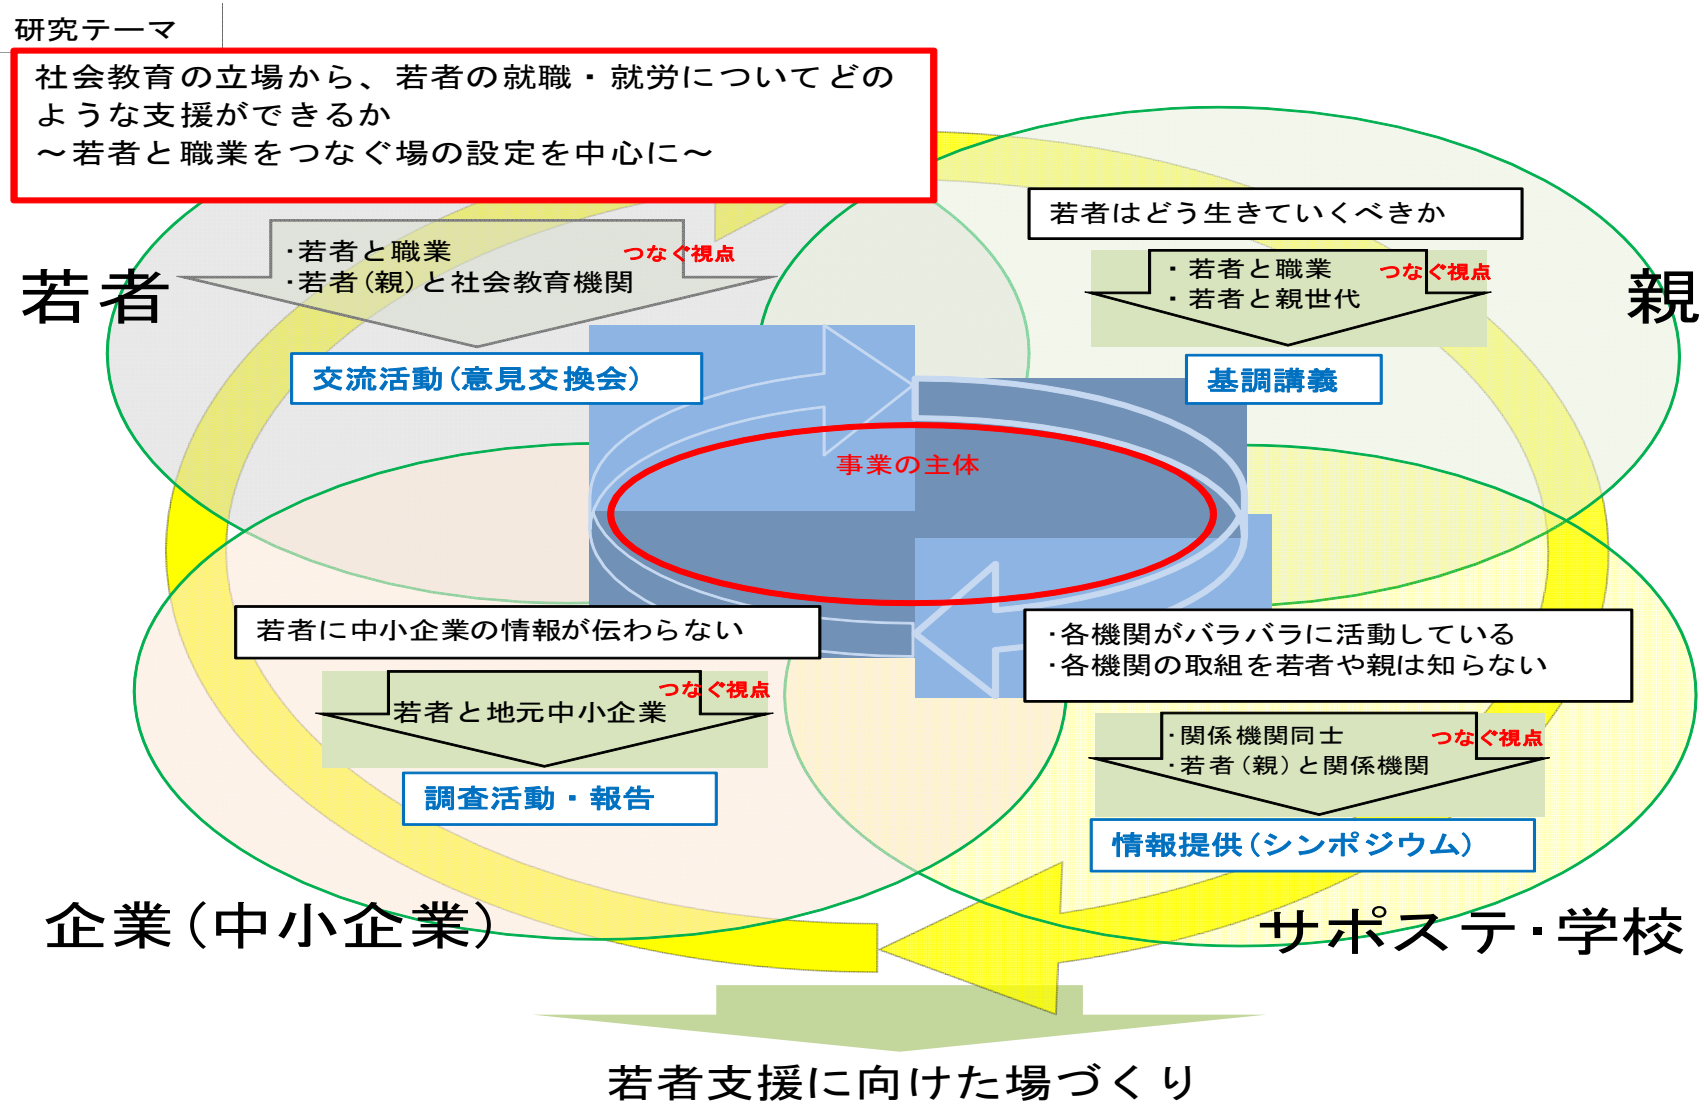 研究テーマ
社会教育の立場から、若者の就職・就労についてどの
ような支援ができるか
～若者と職業をつなぐ場の設定を中心に～
若者
・若者と職業
・若者(親)と社会教育機関
つなぐ視点
交流活動(意見交換会)
親
若者はどう生きていくべきか
・若者と職業
・若者と親世代
つなぐ視点
基調講義
事業の主体
若者に中小企業の情報が伝わらない
若者と地元中小企業
つなぐ視点
調査活動・報告
企業(中小企業)
・各機関がバラバラに活動している
・各機関の取組を若者や親は知らない
・関係機関同士
・若者(親)と関係機関
つなぐ視点
情報提供(シンポジウム)
サポステ・学校
若者支援に向けた場づくり